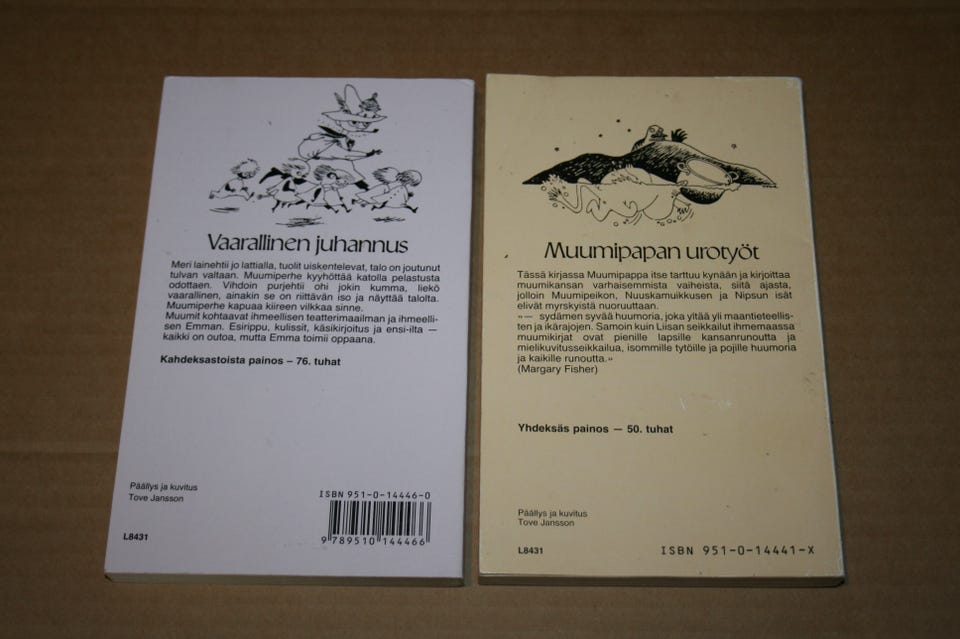 Vaarallinen juhannus
Meri lainehtii jo lattialla, tuolit uiskentelevat, talo on joutunut
tulvan valtaan. Muumiperhe kyyhöttää katolla pelastusta
odottaen. Vihdoin purjehtii ohi jokin kumma, liekö
vaarallinen, ainakin se on riittävän iso ja näyttää talolta.
Muumiperhe kapuaa kiireen vilkkaa sinne.
Muumit kohtaavat ihmeellisen teatterimaailman ja ihmeelli-
sen Emman. Esirippu, kulissit, käsikirjoitus ja ensi-ilta —
kaikki on outoa, mutta Emma toimii oppaana.
Kahdeksastoista painos – 76. tuhat
Päällys ja kuvitus
Tove Jansson
L8431
ISBN 951-0-14446-0
9 789510 144466
Muumipapan urotyöt
Tässä kirjassa Muumipappa itse tarttuu kynään ja kirjoittaa
muumikansan varhaisemmista vaiheista, siitä ajasta,
jolloin Muumipeikon, Nuuskamuikkusen ja Nipsun isät
elivät myrskyistä nuoruuttaan.
»— sydämen syvää huumoria, joka yltää yli maantieteellis-
ten ja ikärajojen. Samoin kuin Liisan seikkailut ihmemaassa
muumikirjat ovat pienille lapsille kansanrunoutta ja
mielikuvitusseikkailua, isommille tytöille ja pojille huumoria
ja kaikille runoutta.»
(Margary Fisher)
Yhdeksäs painos — 50. tuhat
Päällys ja kuvitus
Tove Jansson
L8431
ISBN 951-0-14441-X